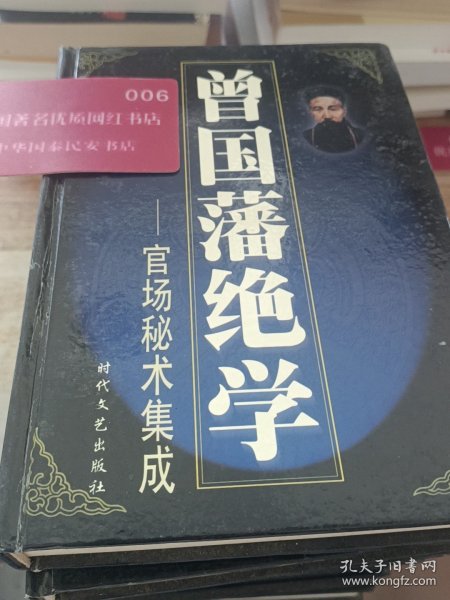 006
国著名优质网红书店
中华国泰民安书店
曾国藩绝学
——官场秘术集成
时代文艺出版社
孔夫子旧书网
www.kongfz.com